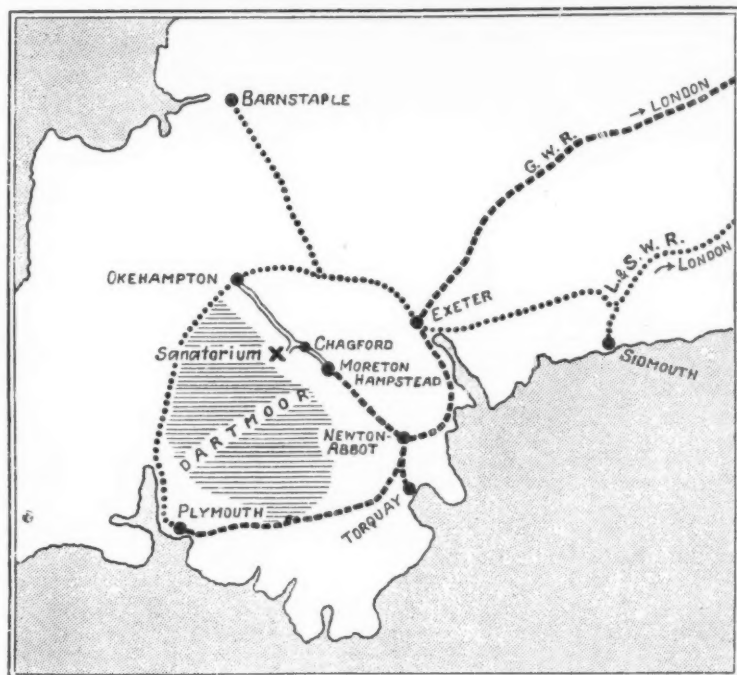 BARNSTAPLE
→ LONDON
G. W. R.
L & S. W. R.
→ LONDON
OKEHAMPTON
EXETER
Sanatorium
CHAGFORD
MORETON
HAMPSTEAD
SIDMOUTH
DARTMOOR
NEWTON-
ABBOT
PLYMOUTH
TORQUAY